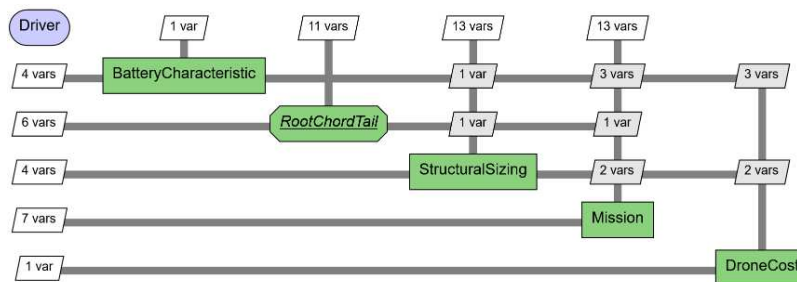 Driver
1 var
11 vars
13 vars
13 vars
4 vars
BatteryCharacteristic
1 var
3 vars
3 vars
6 vars
RootChordTail
1 var
1 var
4 vars
StructuralSizing
2 vars
2 vars
7 vars
Mission
1 var
DroneCost